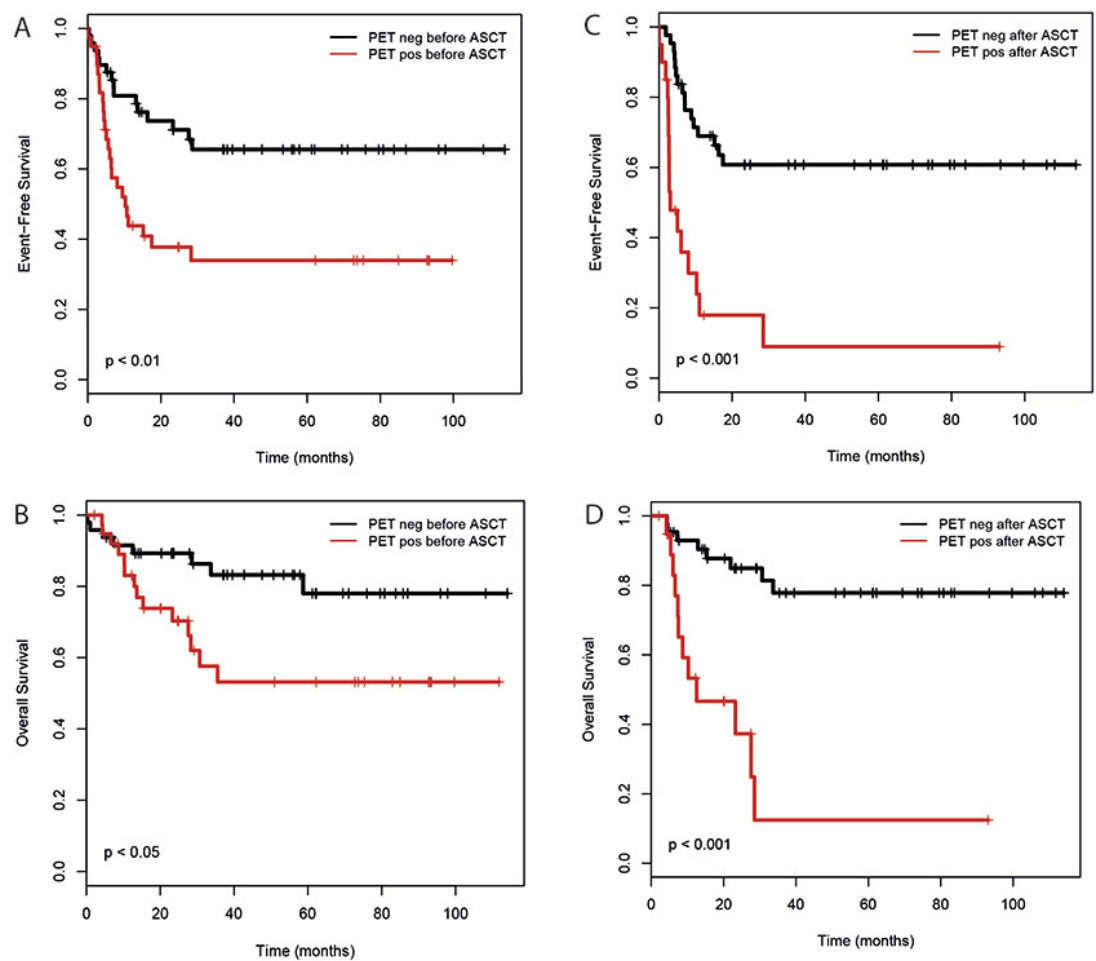 A
PET neg before ASCT
PET pos before ASCT
Event-Free Survival
1.0
0.8
0.6
0.4
0.2
0.0
p < 0.01
0 20 40 60 80 100
Time (months)
C
PET neg after ASCT
PET pos after ASCT
Event-Free Survival
1.0
0.8
0.6
0.4
0.2
0.0
p < 0.001
0 20 40 60 80 100
Time (months)
B
PET neg before ASCT
PET pos before ASCT
Overall Survival
1.0
0.8
0.6
0.4
0.2
0.0
p < 0.05
0 20 40 60 80 100
Time (months)
D
PET neg after ASCT
PET pos after ASCT
Overall Survival
1.0
0.8
0.6
0.4
0.2
0.0
p < 0.001
0 20 40 60 80 100
Time (months)